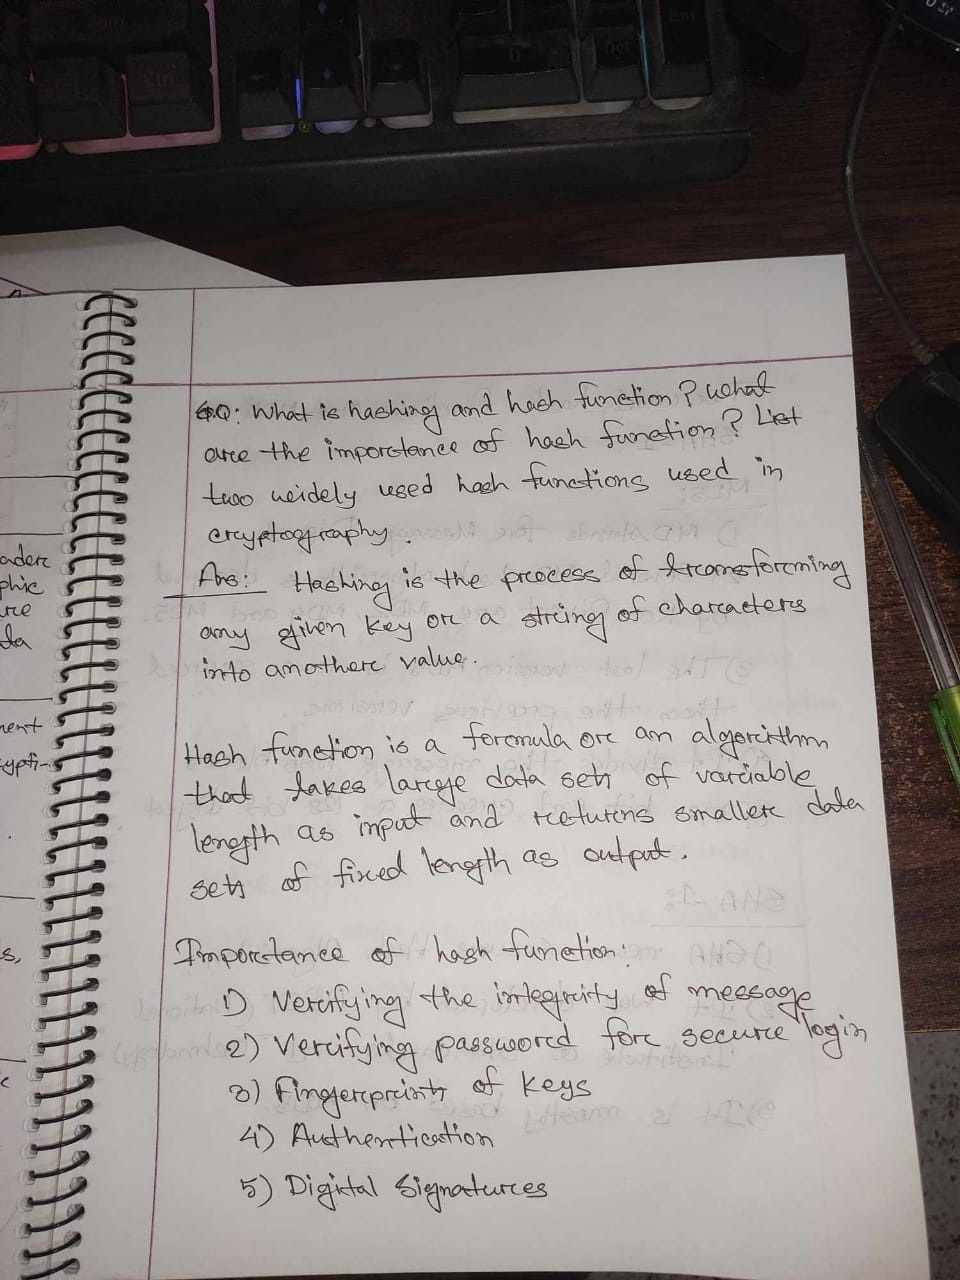 Q: What is hashing and hash function? what
are the importance of hash function? List
two widely used hash functions used in
cryptography.
Ans: Hashing is the process of transforming
any given key or a string of characters
into another value.
Hash function is a formula or an algorithm
that takes large data sets of variable
length as input and returns smaller data
sets of fixed length as output.
Importance of hash function:
1) Verifying the integrity of message
2) Verifying password for secure login
3) Fingerprints of keys
4) Authentication
5) Digital Signatures